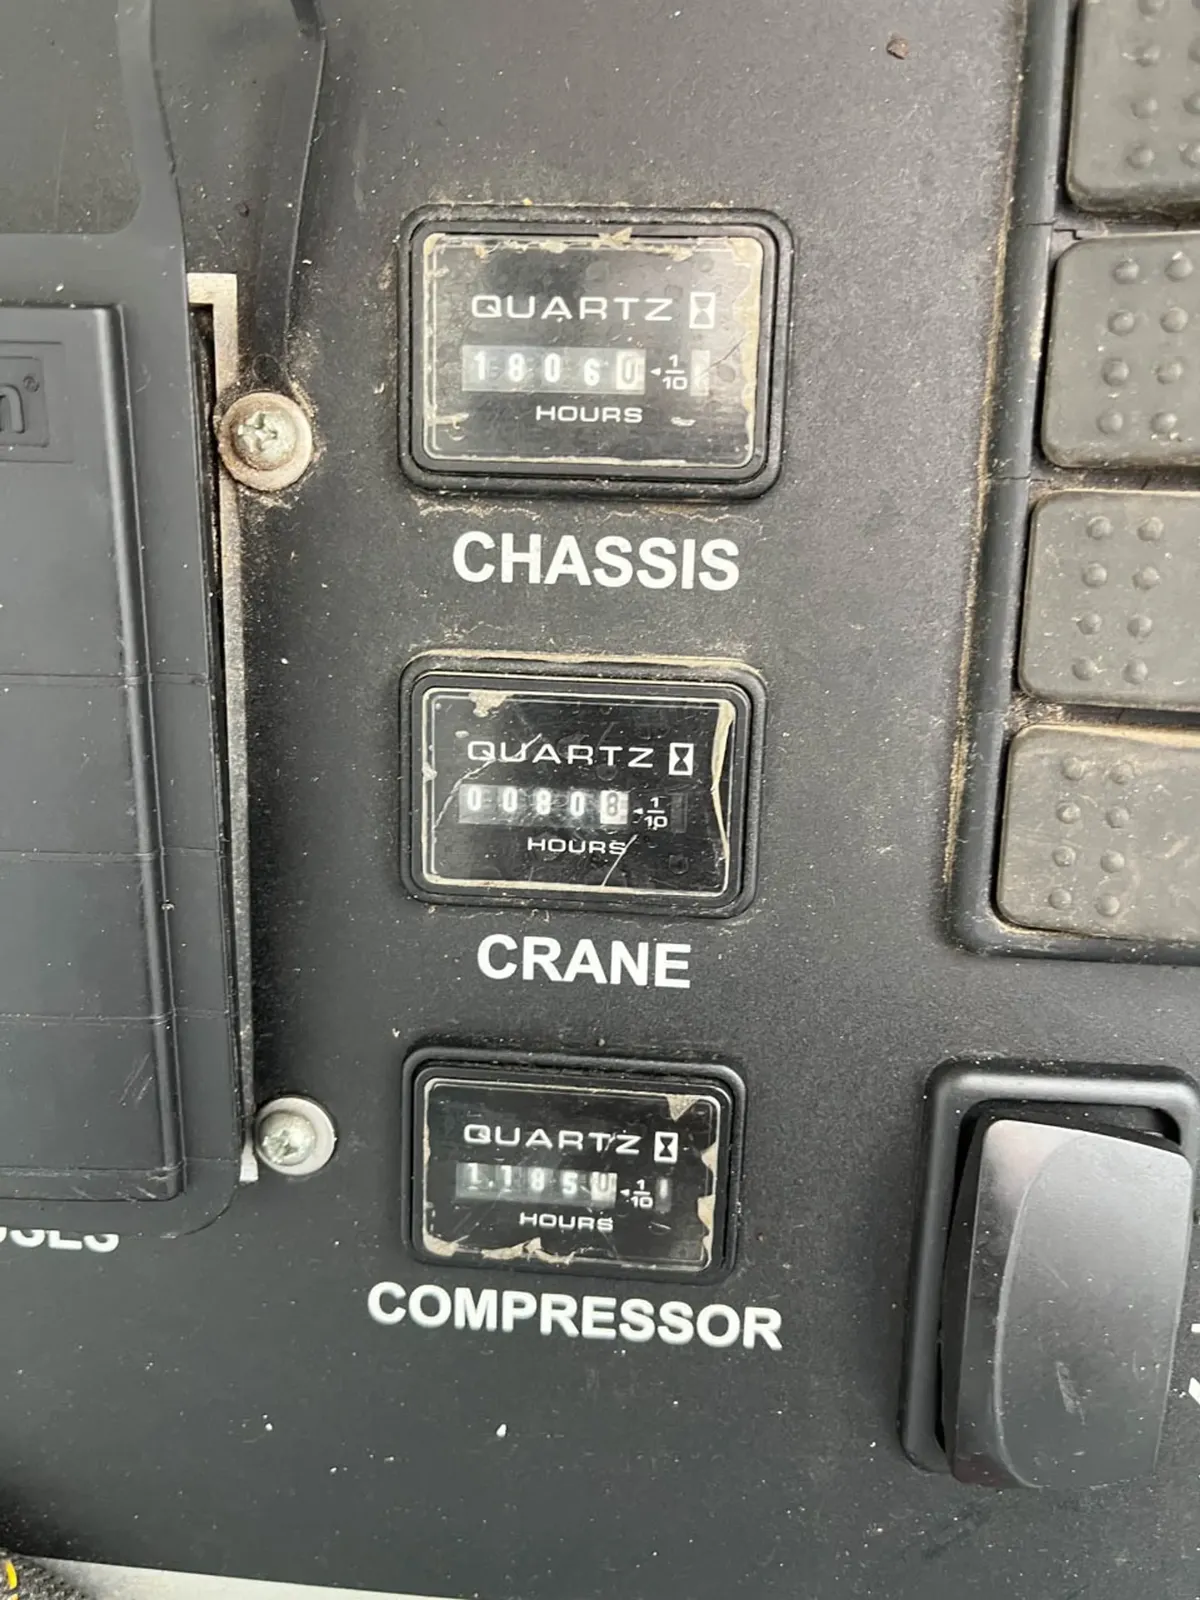 n®
QUARTZ
18060 1/10
HOURS
CHASSIS
QUARTZ
00808 1/10
HOURS
CRANE
QUARTZ
11850 1/10
HOURS
COMPRESSOR